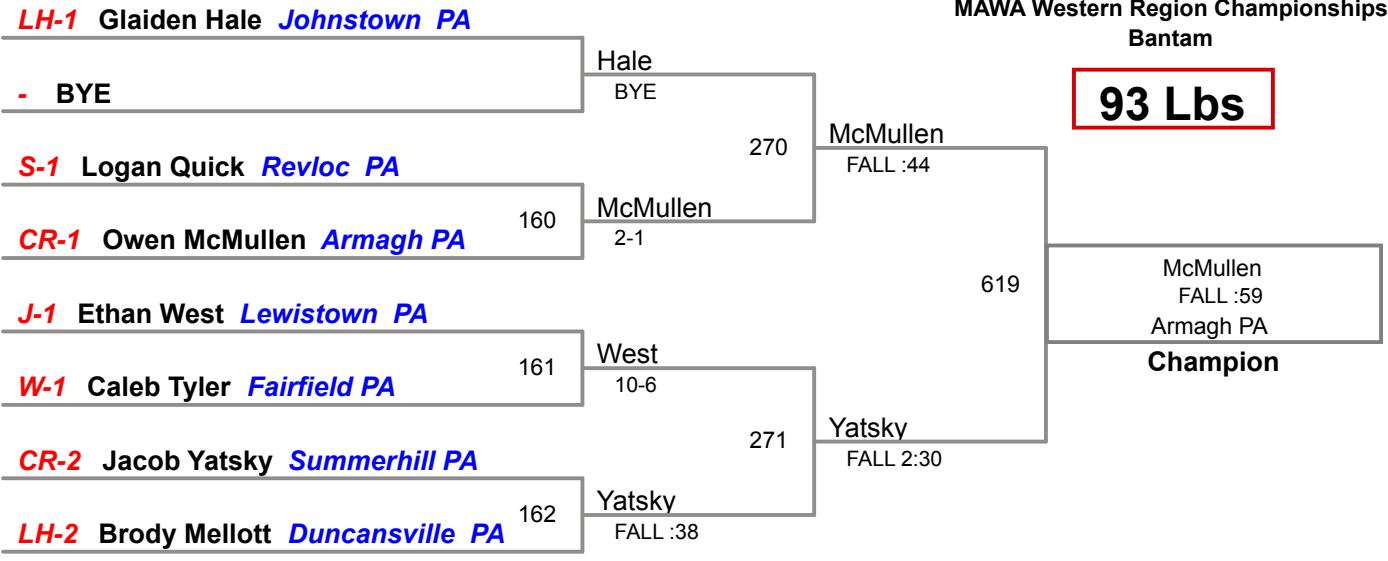 LH-1 Glaiden Hale Johnstown PA
MAWA Western Region Championships
Bantam
93 Lbs
Hale
BYE
- BYE
270
McMullen
FALL :44
S-1 Logan Quick Revloc PA
160
McMullen
2-1
CR-1 Owen McMullen Armagh PA
619
McMullen
FALL :59
Armagh PA
Champion
J-1 Ethan West Lewistown PA
161
West
10-6
W-1 Caleb Tyler Fairfield PA
271
Yatsky
FALL 2:30
CR-2 Jacob Yatsky Summerhill PA
162
Yatsky
FALL :38
LH-2 Brody Mellott Duncansville PA